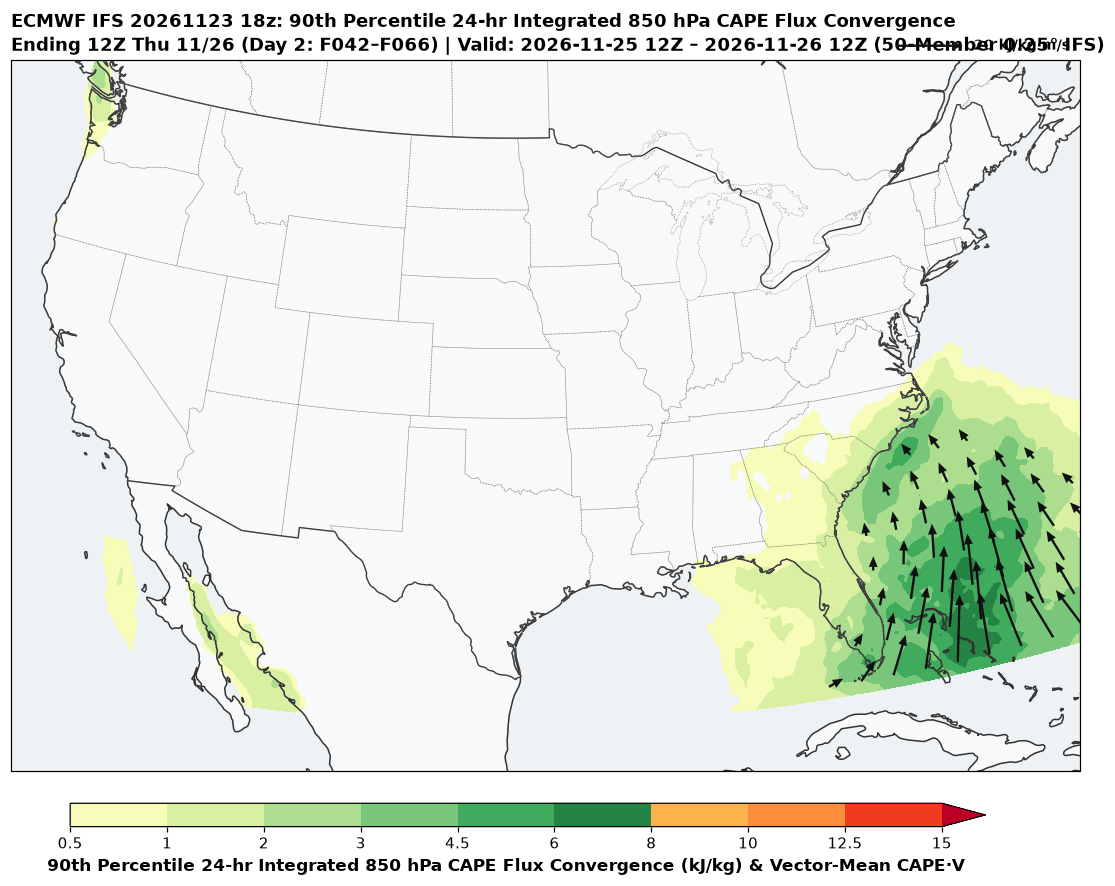 ECMWF IFS 20261123 18z: 90th Percentile 24-hr Integrated 850 hPa CAPE Flux Convergence
Ending 12Z Thu 11/26 (Day 2: F042–F066) | Valid: 2026-11-25 12Z – 2026-11-26 12Z (50-Member 0.25° IFS)
0.5 1 2 3 4.5 6 8 10 12.5 15
90th Percentile 24-hr Integrated 850 hPa CAPE Flux Convergence (kJ/kg) & Vector-Mean CAPE·V